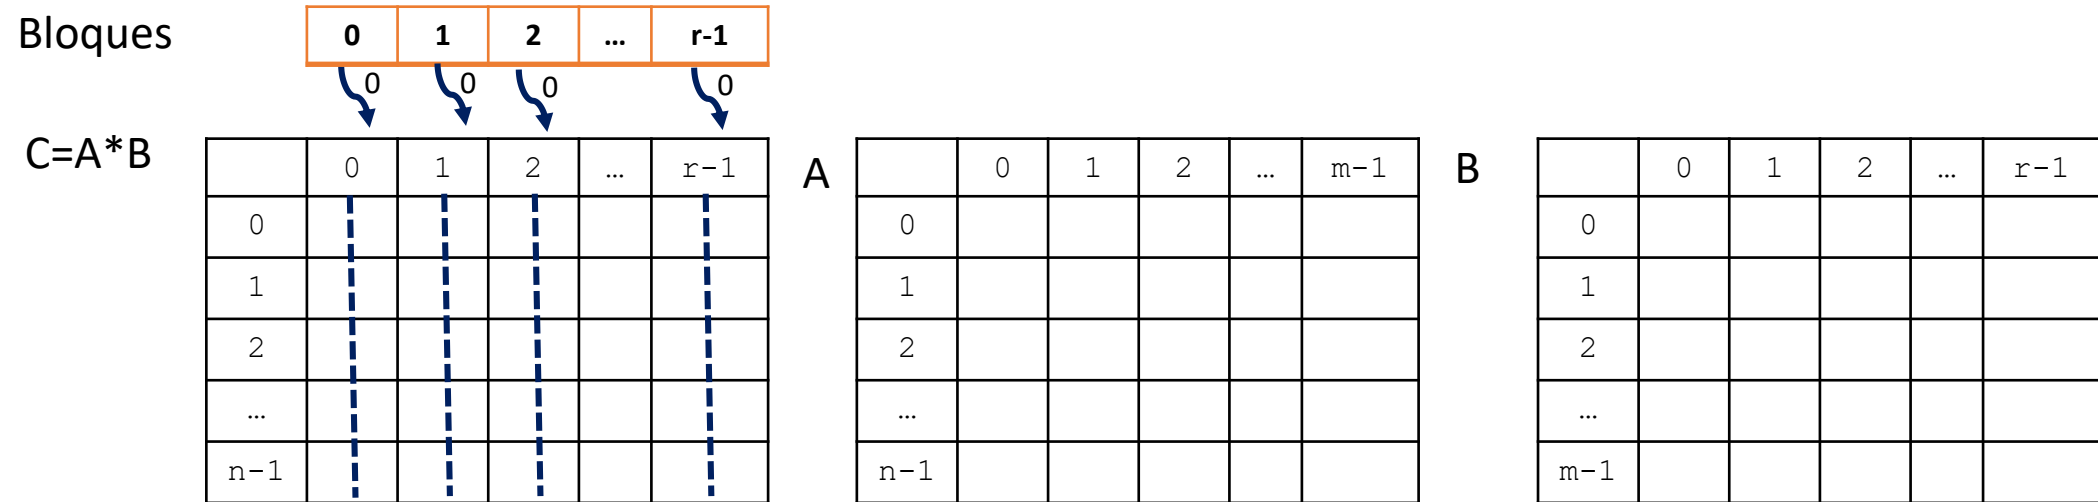 Bloques 0 1 2 … r-1
0 0 0 0
C=A*B
0 1 2 … r-1
0
1
2
…
n-1
A
0 1 2 … m-1
0
1
2
…
n-1
B
0 1 2 … r-1
0
1
2
…
m-1